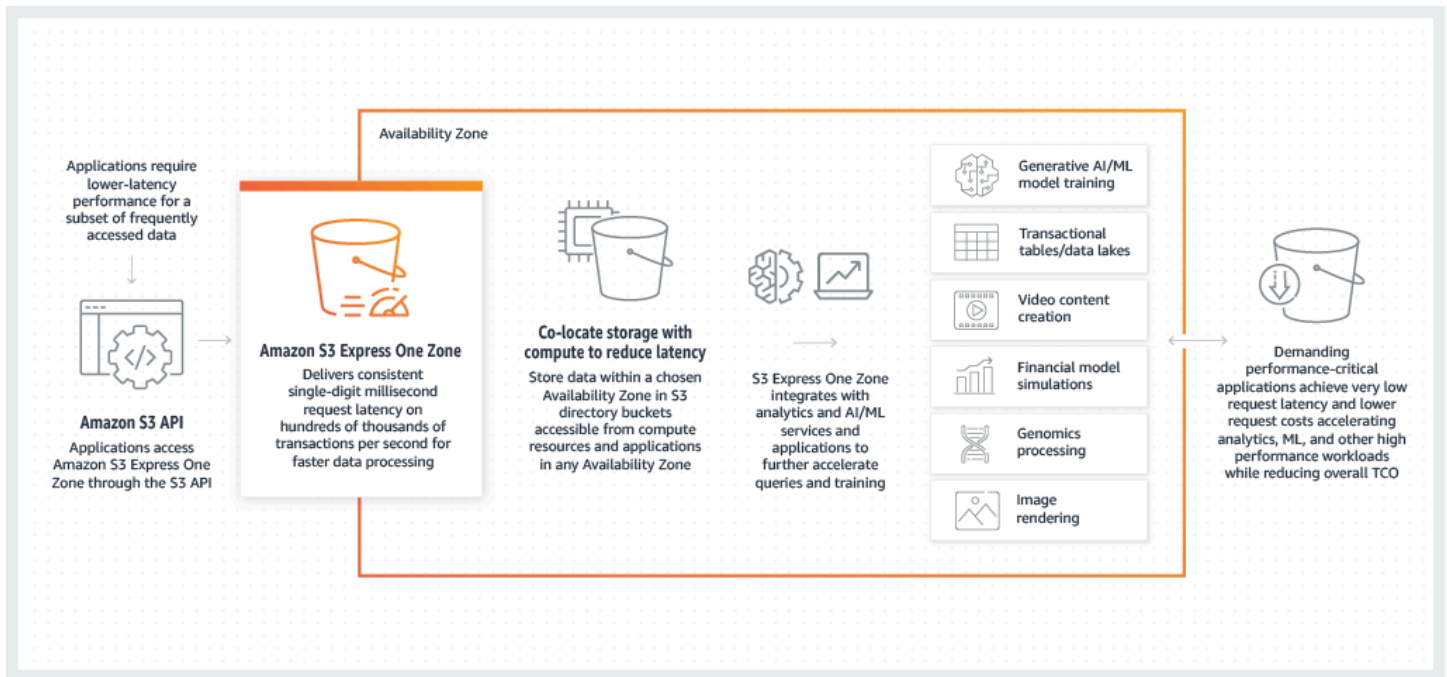 Availability Zone
Applications require
lower-latency
performance for a
subset of frequently
accessed data
Amazon S3 API
Applications access
Amazon S3 Express One
Zone through the S3 API
Amazon S3 Express One Zone
Delivers consistent
single-digit millisecond
request latency on
hundreds of thousands of
transactions per second for
faster data processing
Co-locate storage with
compute to reduce latency
Store data within a chosen
Availability Zone in S3
directory buckets
accessible from compute
resources and applications
in any Availability Zone
S3 Express One Zone
integrates with
analytics and AI/ML
services and
applications to
further accelerate
queries and training
Generative AI/ML
model training
Transactional
tables/data lakes
Video content
creation
Financial model
simulations
Genomics
processing
Image
rendering
Demanding
performance-critical
applications achieve very low
request latency and lower
request costs accelerating
analytics, ML, and other high
performance workloads
while reducing overall TCO